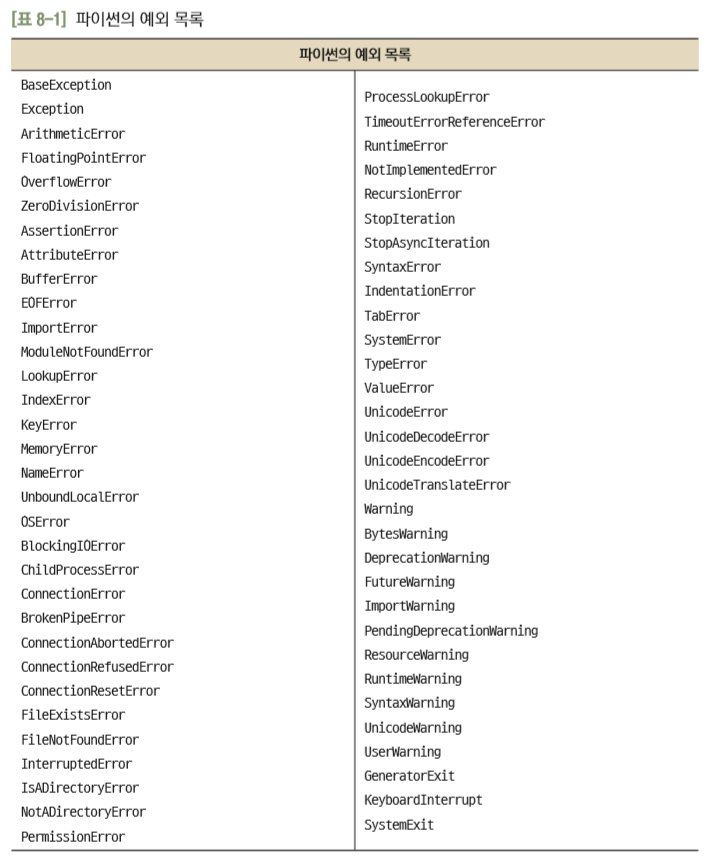 [표 8-1] 파이썬의 예외 목록
파이썬의 예외 목록
BaseException
Exception
ArithmeticError
FloatingPointError
OverflowError
ZeroDivisionError
AssertionError
AttributeError
BufferError
EOFError
ImportError
ModuleNotFoundError
LookupError
IndexError
KeyError
MemoryError
NameError
UnboundLocalError
OSError
BlockingIOError
ChildProcessError
ConnectionError
BrokenPipeError
ConnectionAbortedError
ConnectionRefusedError
ConnectionResetError
FileExistsError
FileNotFoundError
InterruptedError
IsADirectoryError
NotADirectoryError
PermissionError
ProcessLookupError
TimeoutErrorReferenceError
RuntimeError
NotImplementedError
RecursionError
StopIteration
StopAsyncIteration
SyntaxError
IndentationError
TabError
SystemError
TypeError
ValueError
UnicodeError
UnicodeDecodeError
UnicodeEncodeError
UnicodeTranslateError
Warning
BytesWarning
DeprecationWarning
FutureWarning
ImportWarning
PendingDeprecationWarning
ResourceWarning
RuntimeWarning
SyntaxWarning
UnicodeWarning
UserWarning
GeneratorExit
KeyboardInterrupt
SystemExit